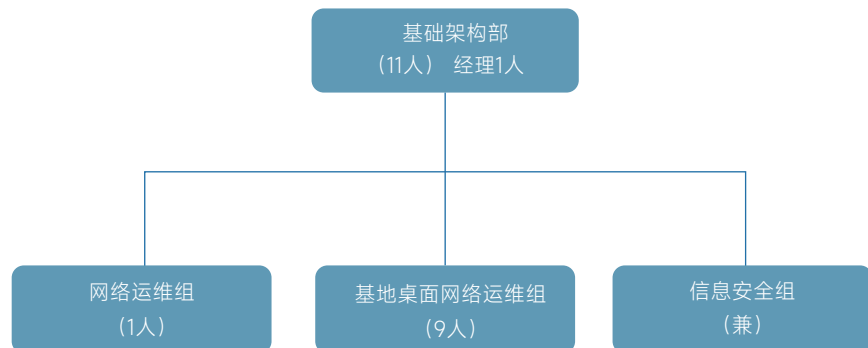 基础架构部
（11人） 经理1人
网络运维组
（1人）
基地桌面网络运维组
（9人）
信息安全组
（兼）